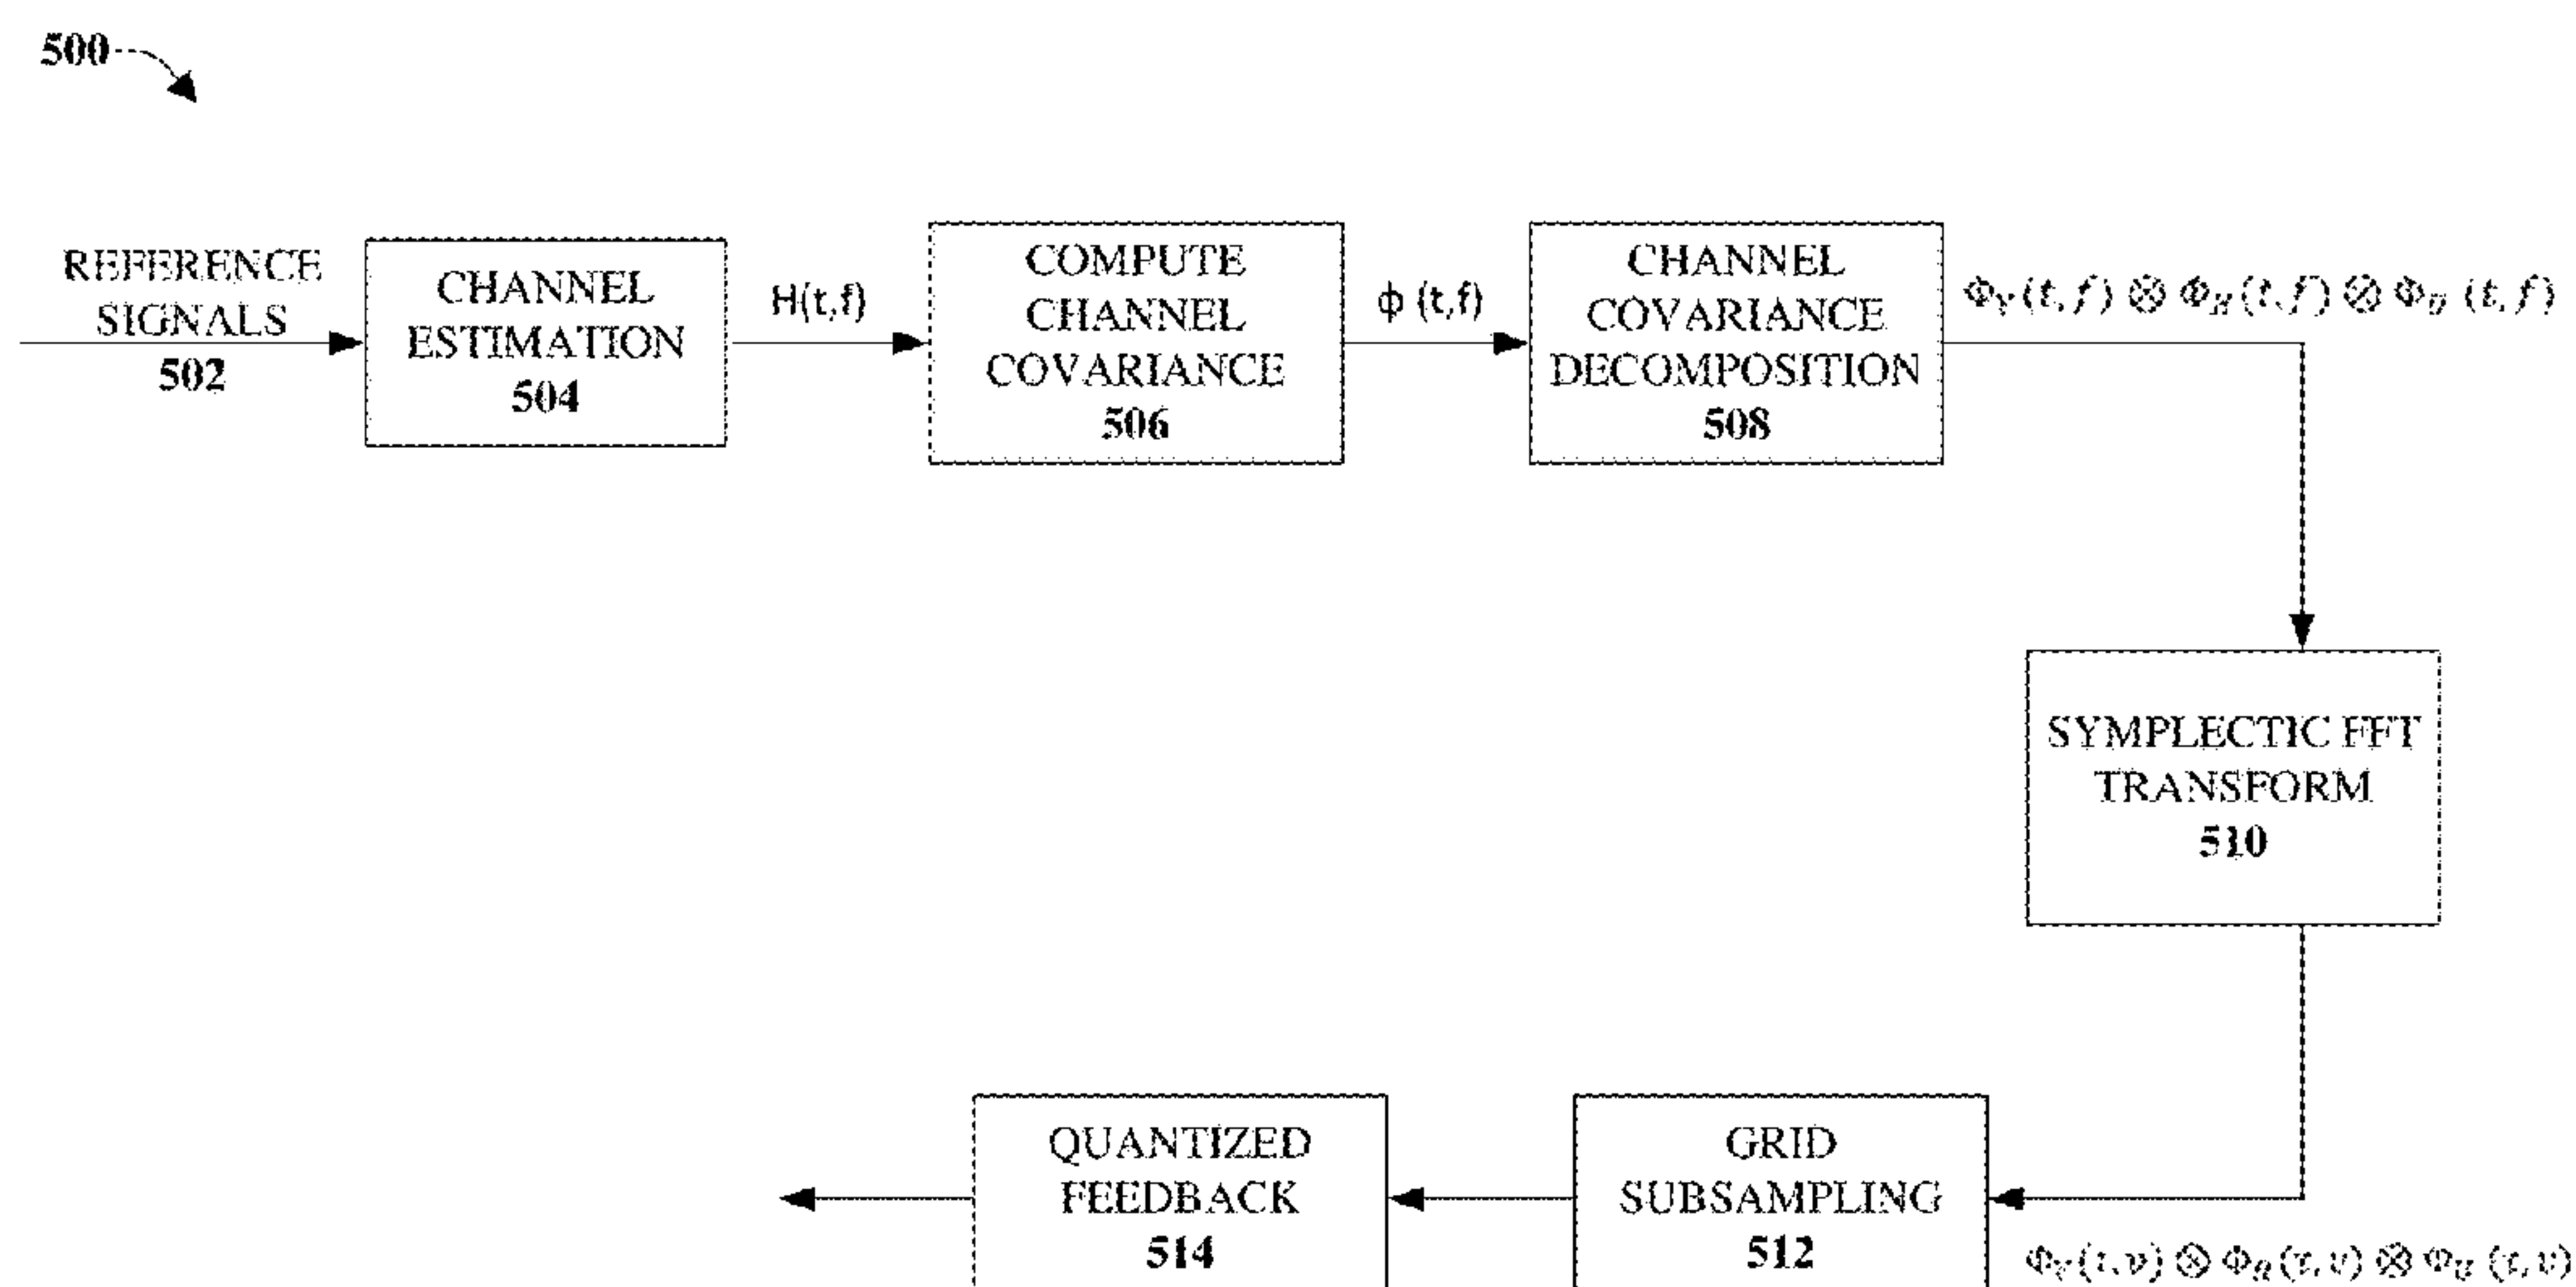 500
REFERENCE
SIGNALS
502
CHANNEL
ESTIMATION
504
H(t,f)
COMPUTE
CHANNEL
COVARIANCE
506
ϕ (t,f)
CHANNEL
COVARIANCE
DECOMPOSITION
508
SYMPLECTIC FFT
TRANSFORM
510
QUANTIZED
FEEDBACK
514
GRID
SUBSAMPLING
512